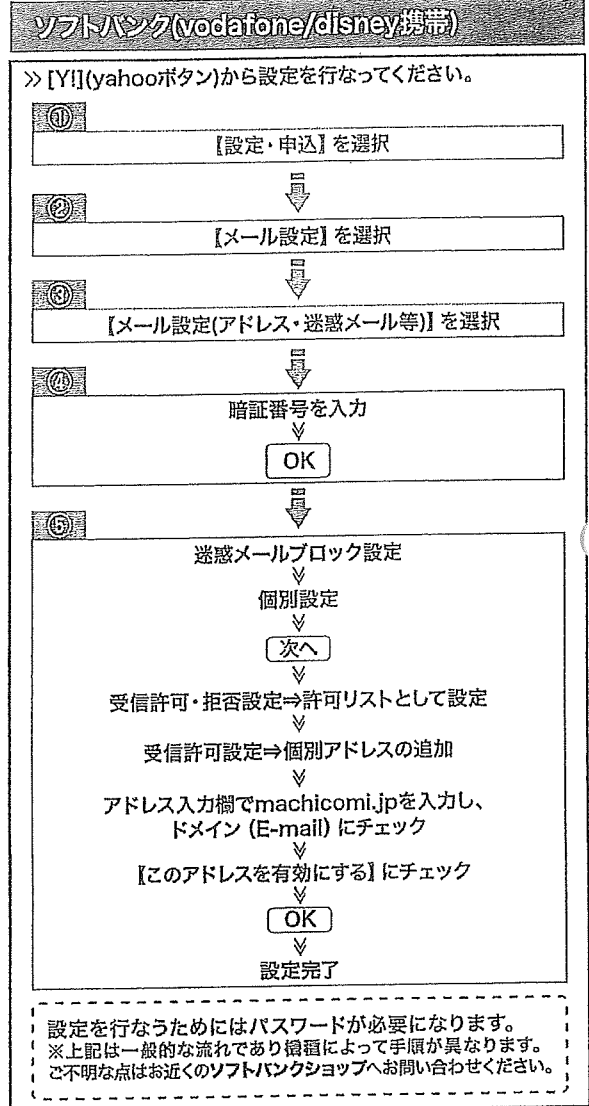 ソフトバンク(vodafone/disney携帯)
≫[Y!](yahooボタン)から設定を行なってください。
①
【設定・申込】を選択
②
【メール設定】を選択
③
【メール設定(アドレス・迷惑メール等)】を選択
④
暗証番号を入力
OK
⑤
迷惑メールブロック設定
個別設定
次へ
受信許可・拒否設定⇒許可リストとして設定
受信許可設定⇒個別アドレスの追加
アドレス入力欄でmachicomi.jpを入力し、
ドメイン(E-mail)にチェック
【このアドレスを有効にする】にチェック
OK
設定完了
設定を行なうためにはパスワードが必要になります。
※上記は一般的な流れであり機種によって手順が異なります。
ご不明な点はお近くのソフトバンクショップへお問い合わせください。